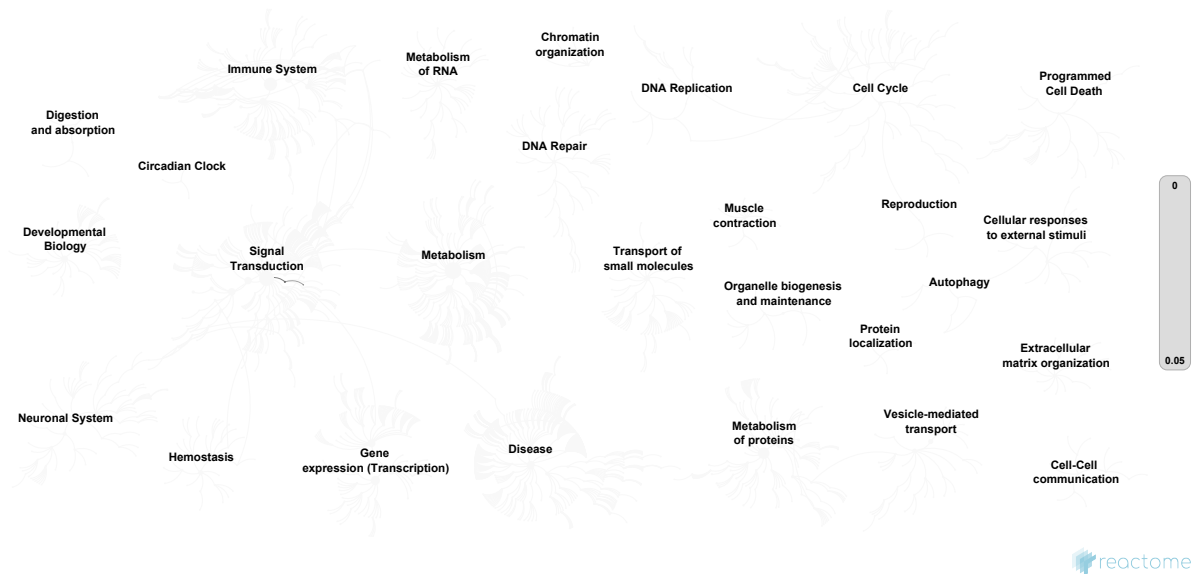 Chromatin
organization
Immune System
Metabolism
of RNA
DNA Replication
Cell Cycle
Programmed
Cell Death
Digestion
and absorption
DNA Repair
Circadian Clock
0
Muscle
contraction
Reproduction
Cellular responses
to external stimuli
Developmental
Biology
Signal
Transduction
Metabolism
Transport of
small molecules
Organelle biogenesis
and maintenance
Autophagy
Protein
localization
Extracellular
matrix organization
0.05
Neuronal System
Hemostasis
Gene
expression (Transcription)
Disease
Metabolism
of proteins
Vesicle-mediated
transport
Cell-Cell
communication
reactome